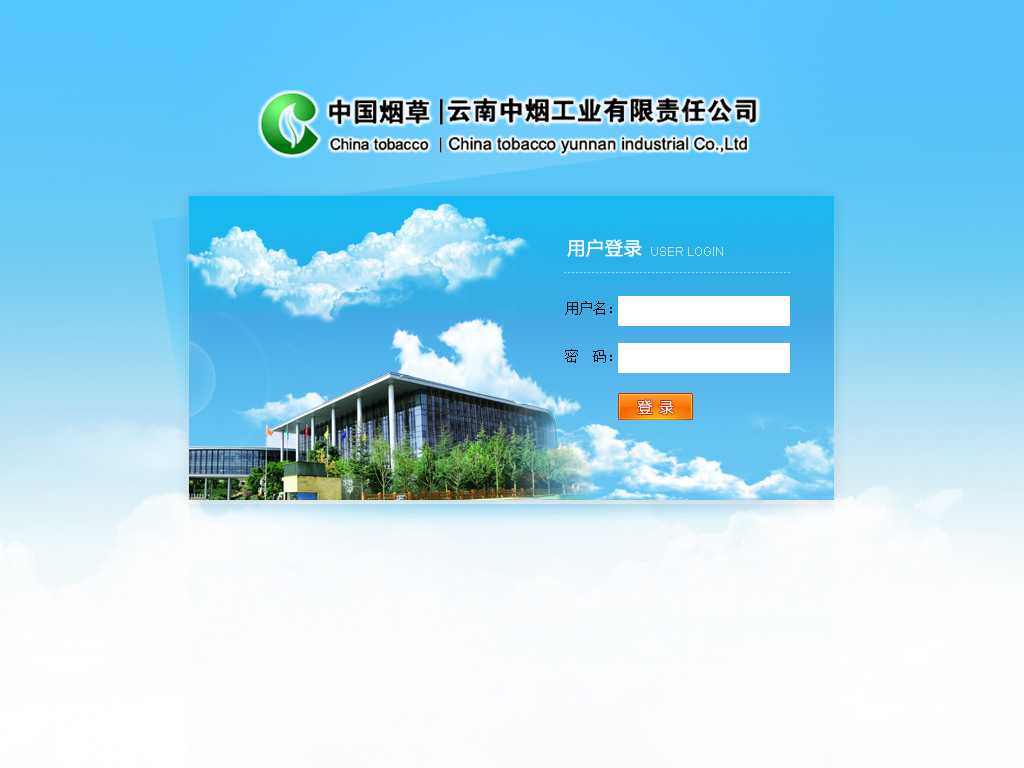 中国烟草 |云南中烟工业有限责任公司
China tobacco | China tobacco yunnan industrial Co.,Ltd
用户登录 USER LOGIN
用户名：
密 码：
登 录